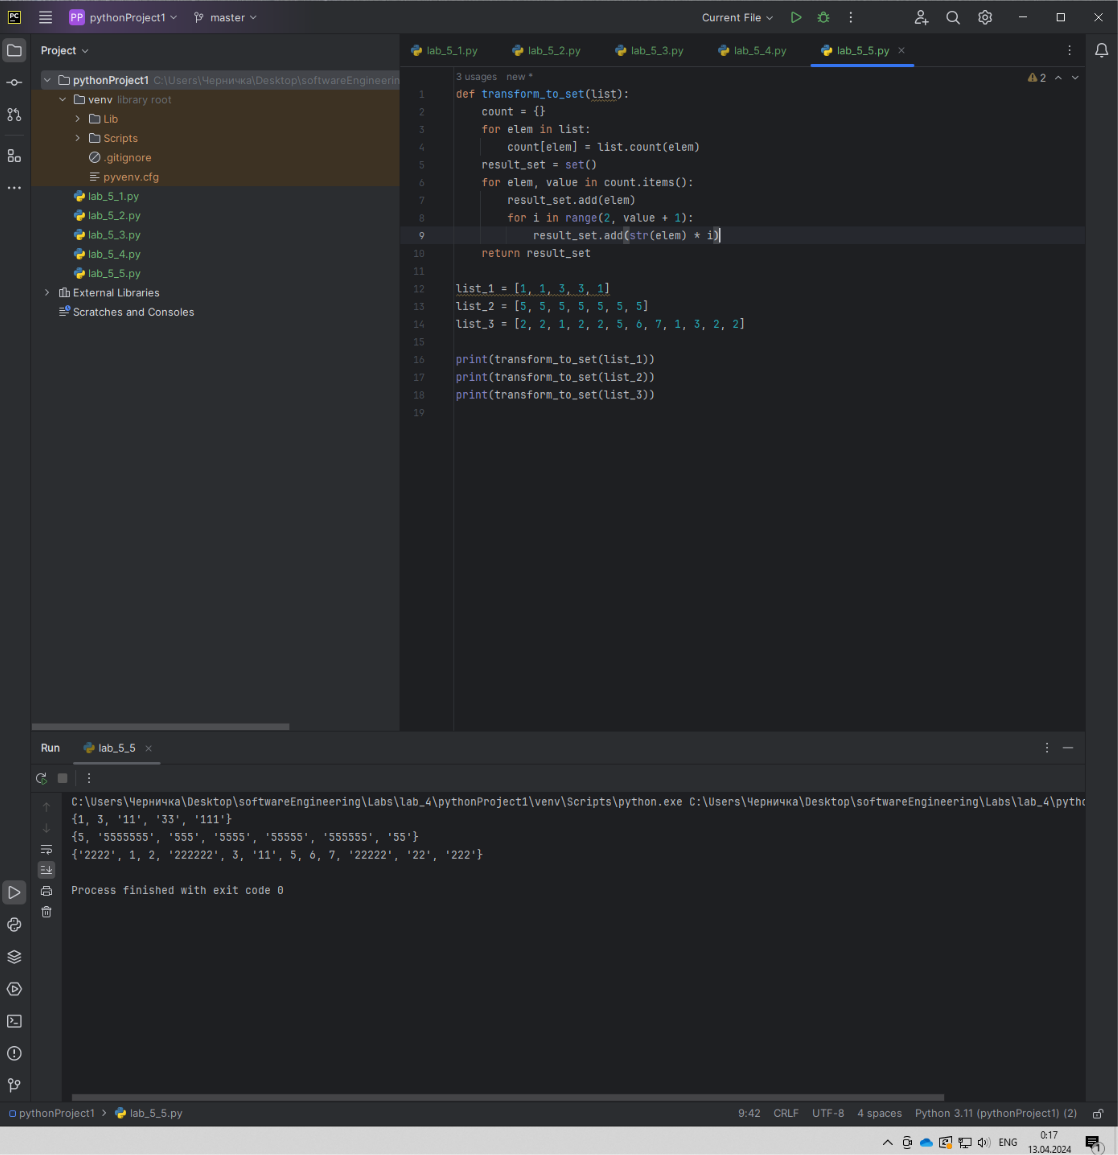 PC
PP pythonProject1
master
Current File
Project
lab_5_1.py lab_5_2.py lab_5_3.py lab_5_4.py lab_5_5.py
pythonProject1 C:\Users\Черничка\Desktop\softwareEngineerin
venv library root
Lib
Scripts
.gitignore
pyvenv.cfg
lab_5_1.py
lab_5_2.py
lab_5_3.py
lab_5_4.py
lab_5_5.py
External Libraries
Scratches and Consoles
3 usages new *
2
1 def transform_to_set(list):
2 count = {}
3 for elem in list:
4 count[elem] = list.count(elem)
5 result_set = set()
6 for elem, value in count.items():
7 result_set.add(elem)
8 for i in range(2, value + 1):
9 result_set.add(str(elem) * i)
10 return result_set
11
12 list_1 = [1, 1, 3, 3, 1]
13 list_2 = [5, 5, 5, 5, 5, 5, 5]
14 list_3 = [2, 2, 1, 2, 2, 5, 6, 7, 1, 3, 2, 2]
15
16 print(transform_to_set(list_1))
17 print(transform_to_set(list_2))
18 print(transform_to_set(list_3))
19
Run lab_5_5
C:\Users\Черничка\Desktop\softwareEngineering\Labs\lab_4\pythonProject1\venv\Scripts\python.exe C:\Users\Черничка\Desktop\softwareEngineering\Labs\lab_4\pytho
{1, 3, '11', '33', '111'}
{5, '5555555', '555', '5555', '55555', '555555', '55'}
{'2222', 1, 2, '222222', 3, '11', 5, 6, 7, '22222', '22', '222'}
Process finished with exit code 0
pythonProject1 > lab_5_5.py
9:42 CRLF UTF-8 4 spaces Python 3.11 (pythonProject1) (2)
ENG
0:17
13.04.2024
1